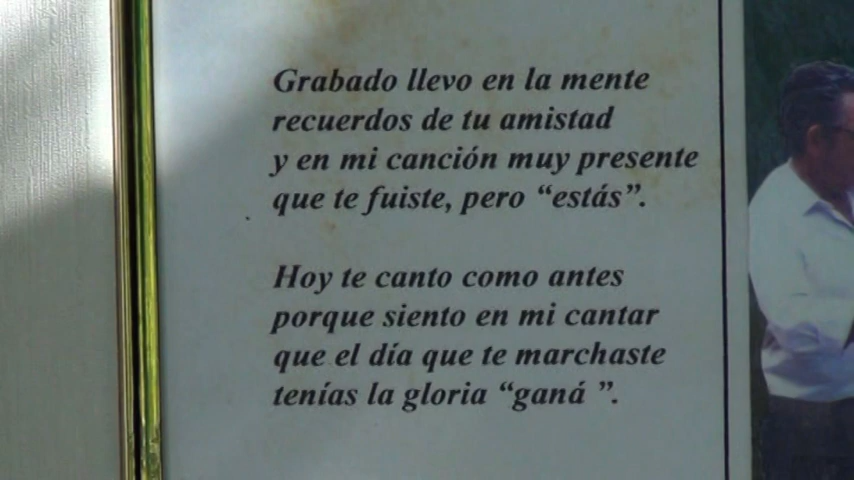 Grabado llevo en la mente
recuerdos de tu amistad
y en mi canción muy presente
que te fuiste, pero “estás”.
Hoy te canto como antes
porque siento en mi cantar
que el día que te marchaste
tenías la gloria “ganá ”.